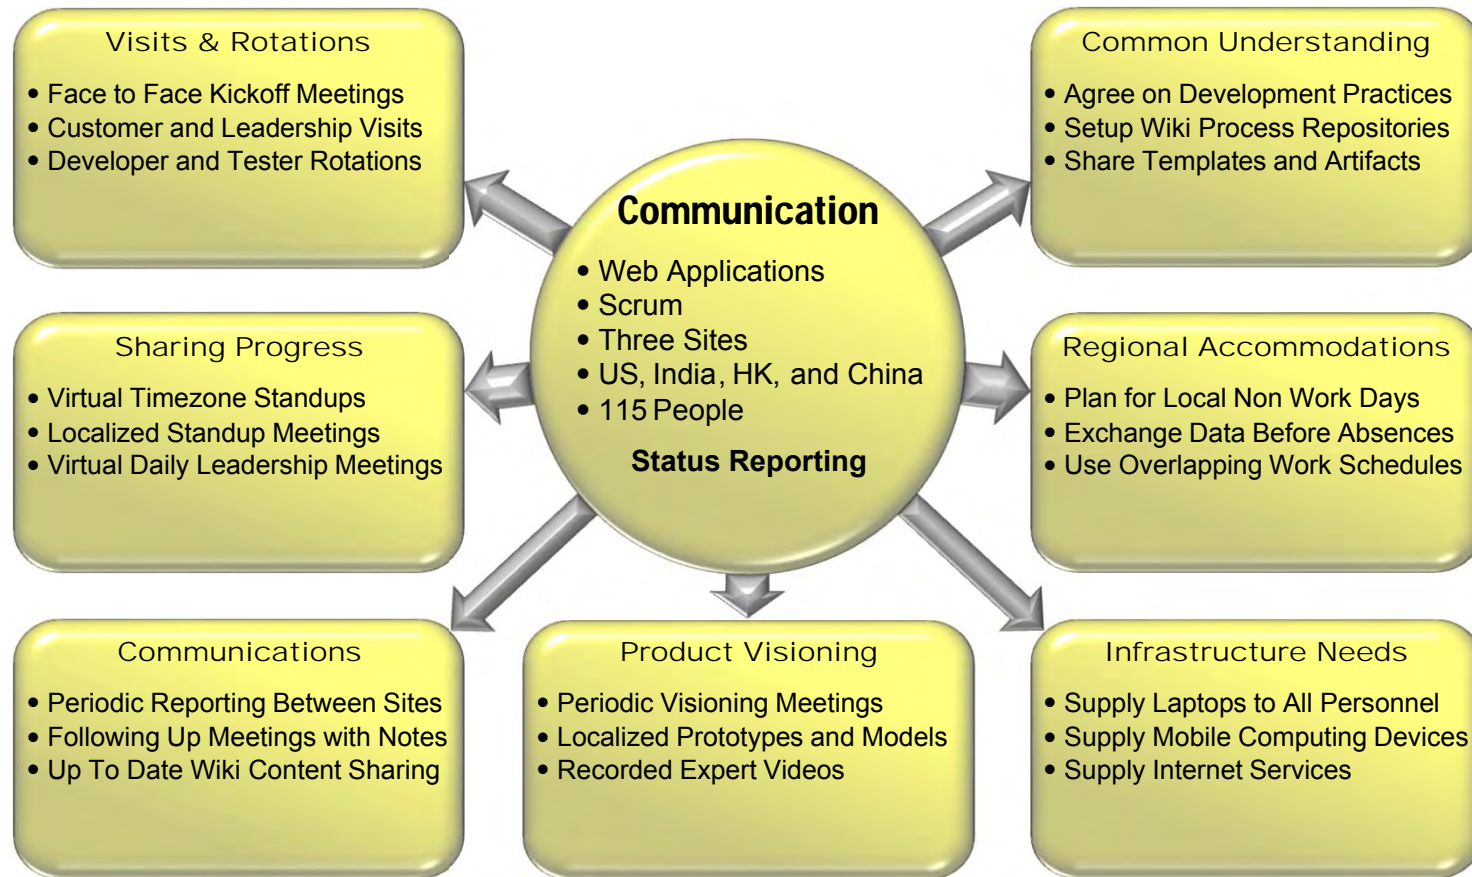 Visits & Rotations
• Face to Face Kickoff Meetings
• Customer and Leadership Visits
• Developer and Tester Rotations
Common Understanding
• Agree on Development Practices
• Setup Wiki Process Repositories
• Share Templates and Artifacts
Communication
• Web Applications
• Scrum
• Three Sites
• US, India, HK, and China
• 115 People
Status Reporting
Sharing Progress
• Virtual Timezone Standups
• Localized Standup Meetings
• Virtual Daily Leadership Meetings
Regional Accommodations
• Plan for Local Non Work Days
• Exchange Data Before Absences
• Use Overlapping Work Schedules
Communications
• Periodic Reporting Between Sites
• Following Up Meetings with Notes
• Up To Date Wiki Content Sharing
Product Visioning
• Periodic Visioning Meetings
• Localized Prototypes and Models
• Recorded Expert Videos
Infrastructure Needs
• Supply Laptops to All Personnel
• Supply Mobile Computing Devices
• Supply Internet Services